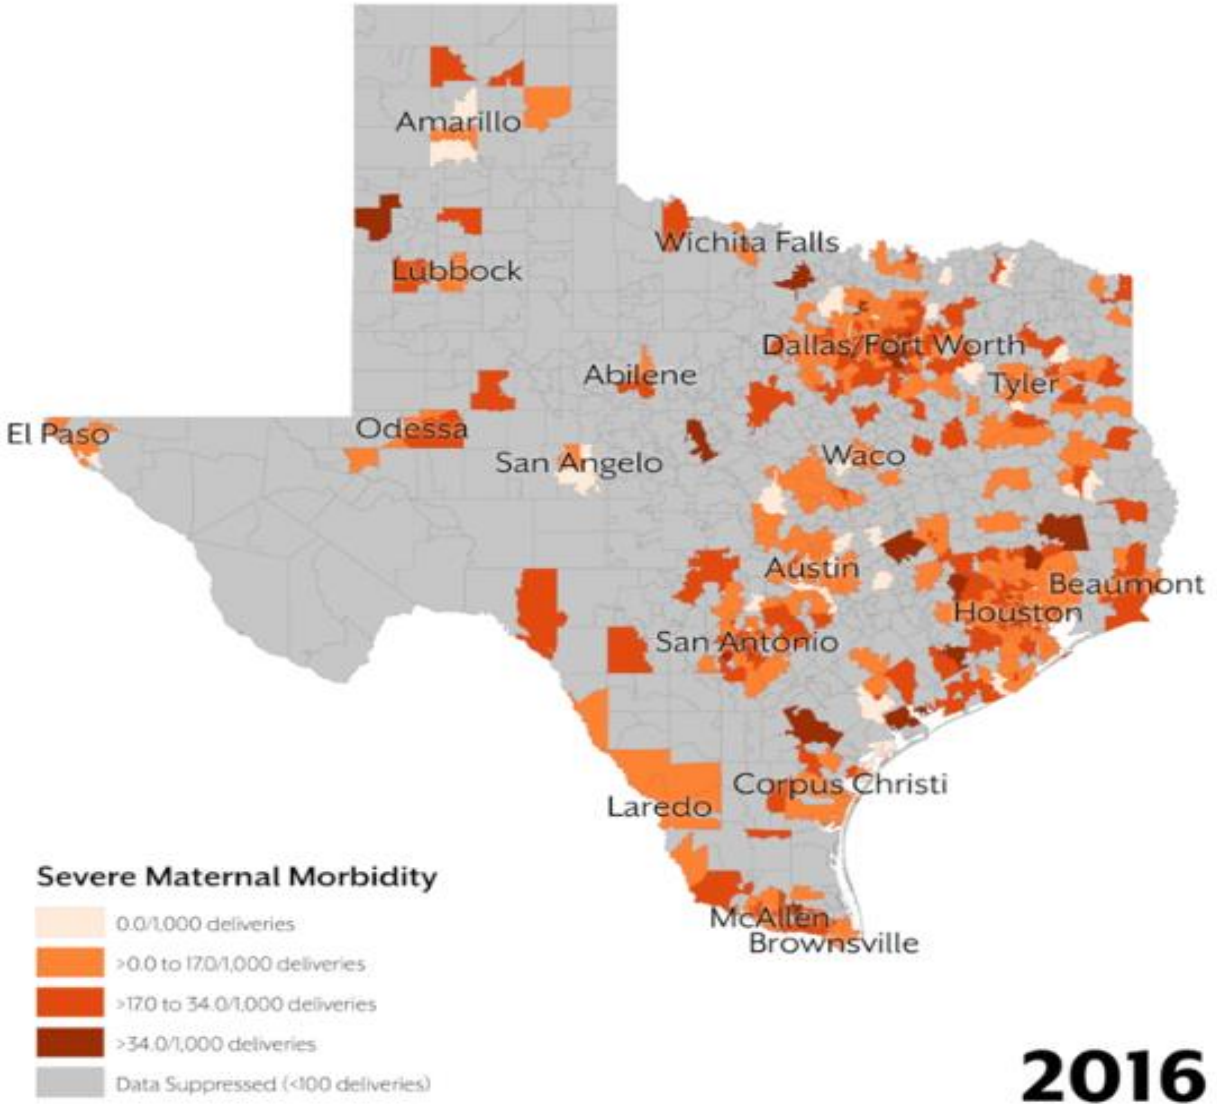 Amarillo
Wichita Falls
Lubbock
Dallas/Fort Worth
Abilene
Tyler
El Paso
Odessa
San Angelo
Waco
Austin
Beaumont
Houston
San Antonio
Corpus Christi
Laredo
McAllen
Brownsville
Severe Maternal Morbidity
0.0/1,000 deliveries
>0.0 to 17.0/1,000 deliveries
>17.0 to 34.0/1,000 deliveries
>34.0/1,000 deliveries
Data Suppressed (<100 deliveries)
2016